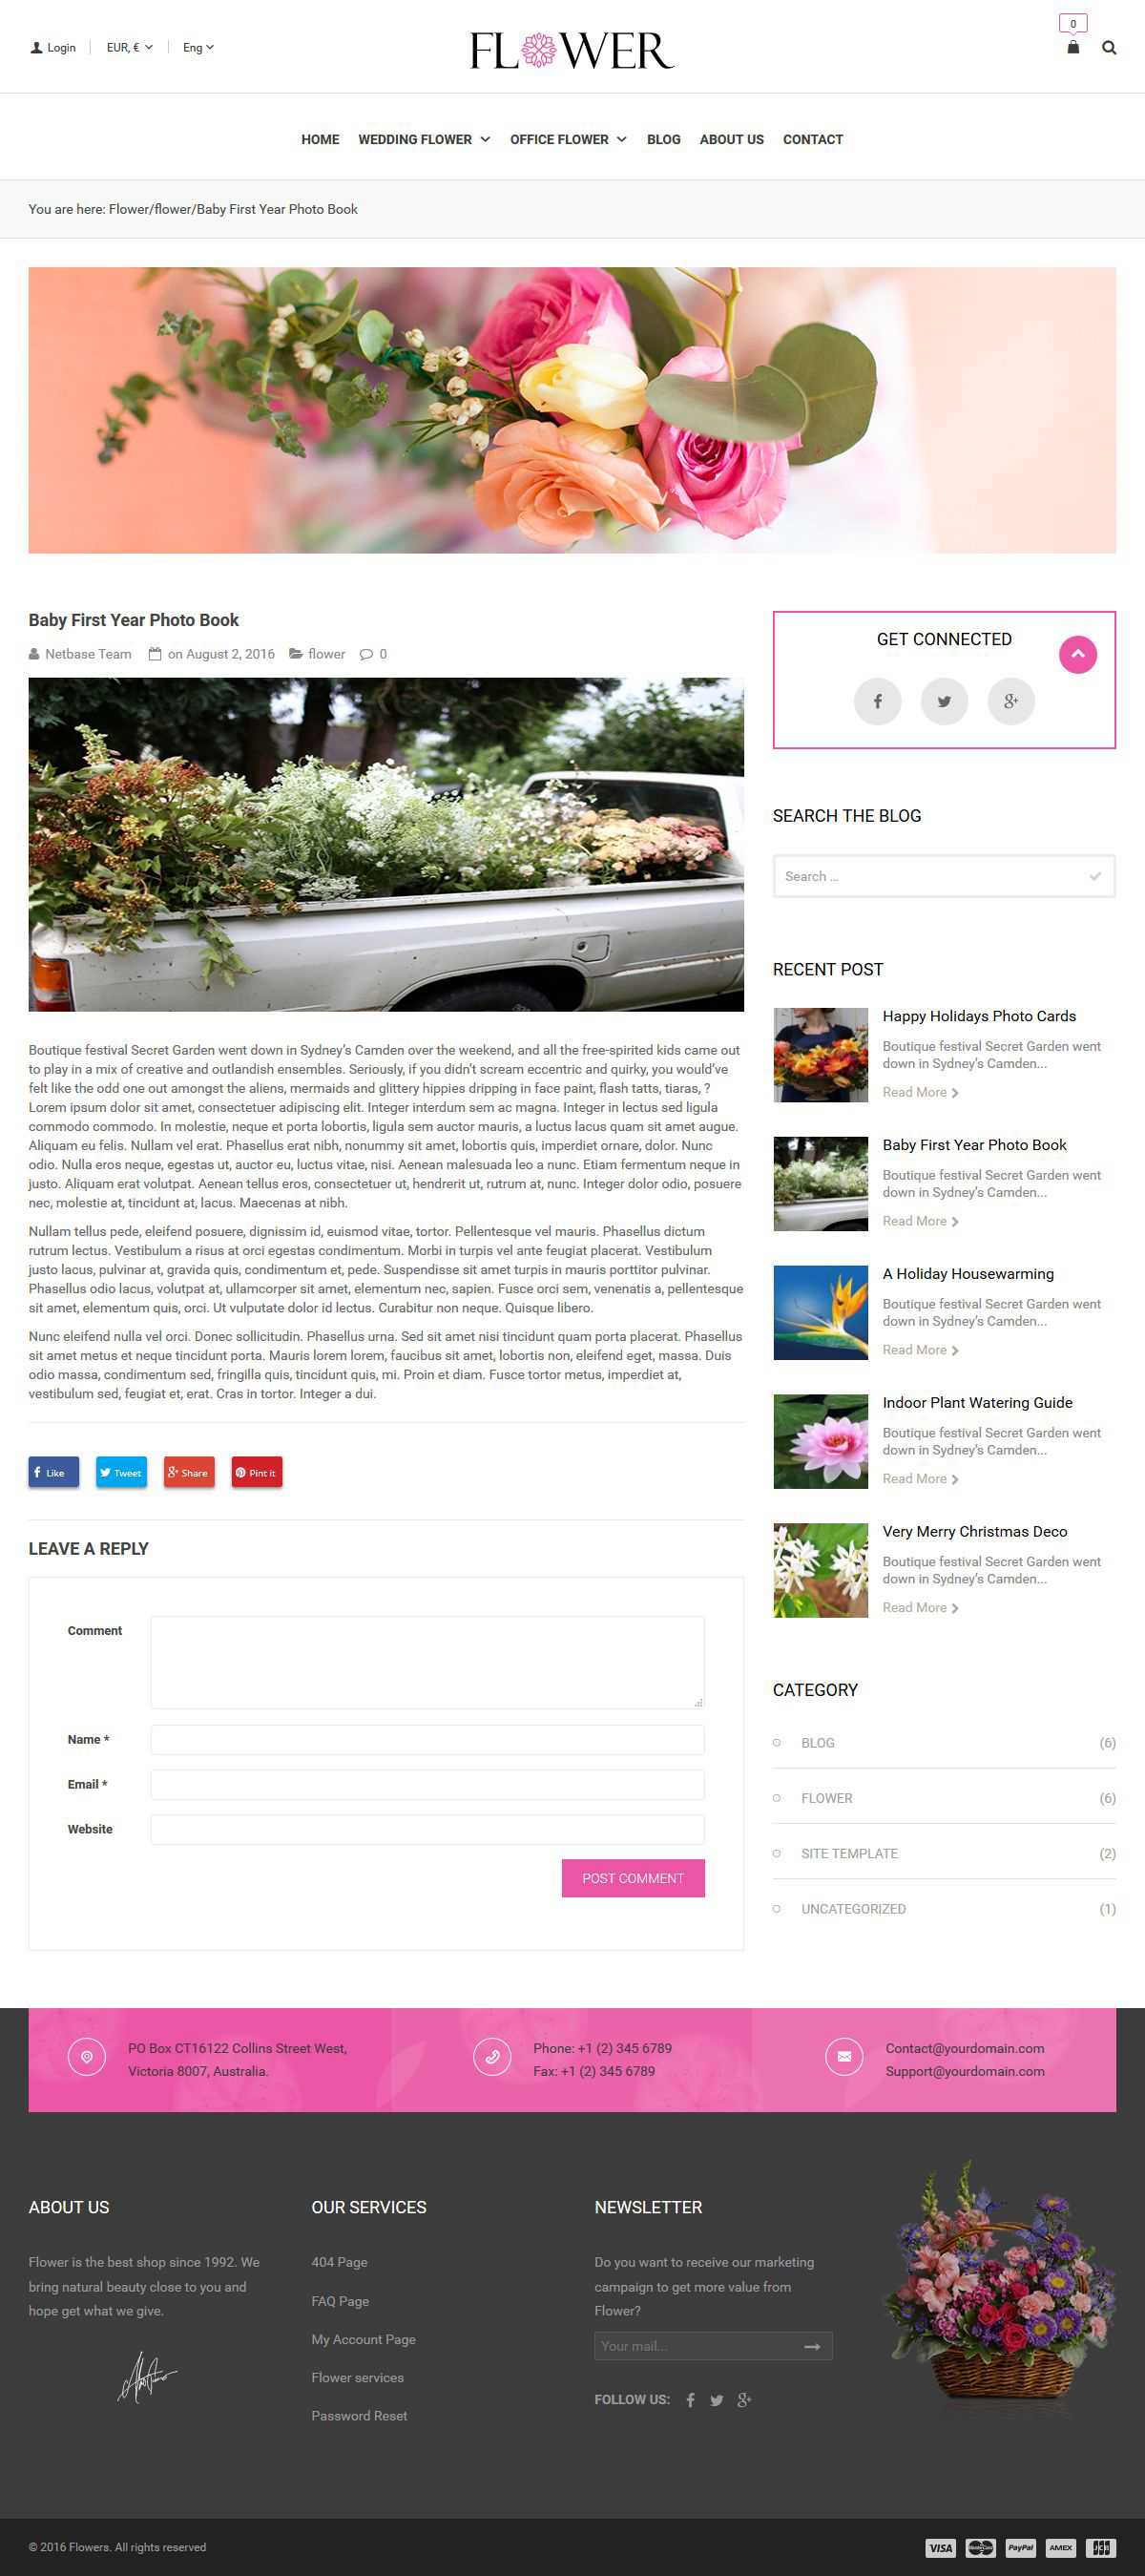 0
Login EUR, € Eng
FLOWER
HOME WEDDING FLOWER OFFICE FLOWER BLOG ABOUT US CONTACT
You are here: Flower/flower/Baby First Year Photo Book
Baby First Year Photo Book
Netbase Team on August 2, 2016 flower 0
Boutique festival Secret Garden went down in Sydney’s Camden over the weekend, and all the free-spirited kids came out
to play in a mix of creative and outlandish ensembles. Seriously, if you didn’t scream eccentric and quirky, you would’ve
felt like the odd one out amongst the aliens, mermaids and glittery hippies dripping in face paint, flash tatts, tiaras, ?
Lorem ipsum dolor sit amet, consectetuer adipiscing elit. Integer interdum sem ac magna. Integer in lectus sed ligula
commodo commodo. In molestie, neque et porta lobortis, ligula sem auctor mauris, a luctus lacus quam sit amet augue.
Aliquam eu felis. Nullam vel erat. Phasellus erat nibh, nonummy sit amet, lobortis quis, imperdiet ornare, dolor. Nunc
odio. Nulla eros neque, egestas ut, auctor eu, luctus vitae, nisi. Aenean malesuada leo a nunc. Etiam fermentum neque in
justo. Aliquam erat volutpat. Aenean tellus eros, consectetuer ut, hendrerit ut, rutrum at, nunc. Integer dolor odio, posuere
nec, molestie at, tincidunt at, lacus. Maecenas at nibh.
Nullam tellus pede, eleifend posuere, dignissim id, euismod vitae, tortor. Pellentesque vel mauris. Phasellus dictum
rutrum lectus. Vestibulum a risus at orci egestas condimentum. Morbi in turpis vel ante feugiat placerat. Vestibulum
justo lacus, pulvinar at, gravida quis, condimentum et, pede. Suspendisse sit amet turpis in mauris porttitor pulvinar.
Phasellus odio lacus, volutpat at, ullamcorper sit amet, elementum nec, sapien. Fusce orci sem, venenatis a, pellentesque
sit amet, elementum quis, orci. Ut vulputate dolor id lectus. Curabitur non neque. Quisque libero.
Nunc eleifend nulla vel orci. Donec sollicitudin. Phasellus urna. Sed sit amet nisi tincidunt quam porta placerat. Phasellus
sit amet metus et neque tincidunt porta. Mauris lorem lorem, faucibus sit amet, lobortis non, eleifend eget, massa. Duis
odio massa, condimentum sed, fringilla quis, tincidunt quis, mi. Proin et diam. Fusce tortor metus, imperdiet at,
vestibulum sed, feugiat et, erat. Cras in tortor. Integer a dui.
Like Tweet Share Pint it
LEAVE A REPLY
Comment
Name *
Email *
Website
POST COMMENT
GET CONNECTED
SEARCH THE BLOG
Search ...
RECENT POST
Happy Holidays Photo Cards
Boutique festival Secret Garden went
down in Sydney’s Camden...
Read More
Baby First Year Photo Book
Boutique festival Secret Garden went
down in Sydney’s Camden...
Read More
A Holiday Housewarming
Boutique festival Secret Garden went
down in Sydney’s Camden...
Read More
Indoor Plant Watering Guide
Boutique festival Secret Garden went
down in Sydney’s Camden...
Read More
Very Merry Christmas Deco
Boutique festival Secret Garden went
down in Sydney’s Camden...
Read More
CATEGORY
BLOG (6)
FLOWER (6)
SITE TEMPLATE (2)
UNCATEGORIZED (1)
PO Box CT16122 Collins Street West,
Victoria 8007, Australia.
Phone: +1 (2) 345 6789
Fax: +1 (2) 345 6789
Contact@yourdomain.com
Support@yourdomain.com
ABOUT US
Flower is the best shop since 1992. We
bring natural beauty close to you and
hope get what we give.
OUR SERVICES
404 Page
FAQ Page
My Account Page
Flower services
Password Reset
NEWSLETTER
Do you want to receive our marketing
campaign to get more value from
Flower?
Your mail...
FOLLOW US:
© 2016 Flowers. All rights reserved
VISA MasterCard PayPal AMEX JCB